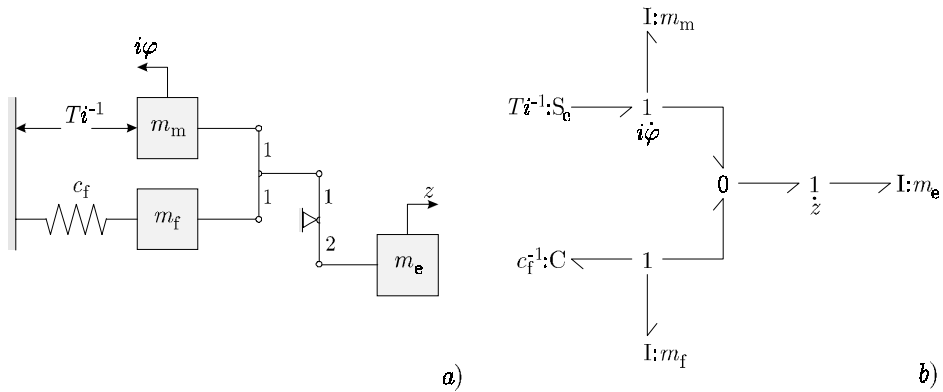 iφ
Ti⁻¹
m_m
1
c_f
1
1
m_f
z
2
m_e
a)
I:m_m
Ti⁻¹:S_e
1
iφ̇
0
1
I:m_e
ż
c_f⁻¹:C
1
I:m_f
b)